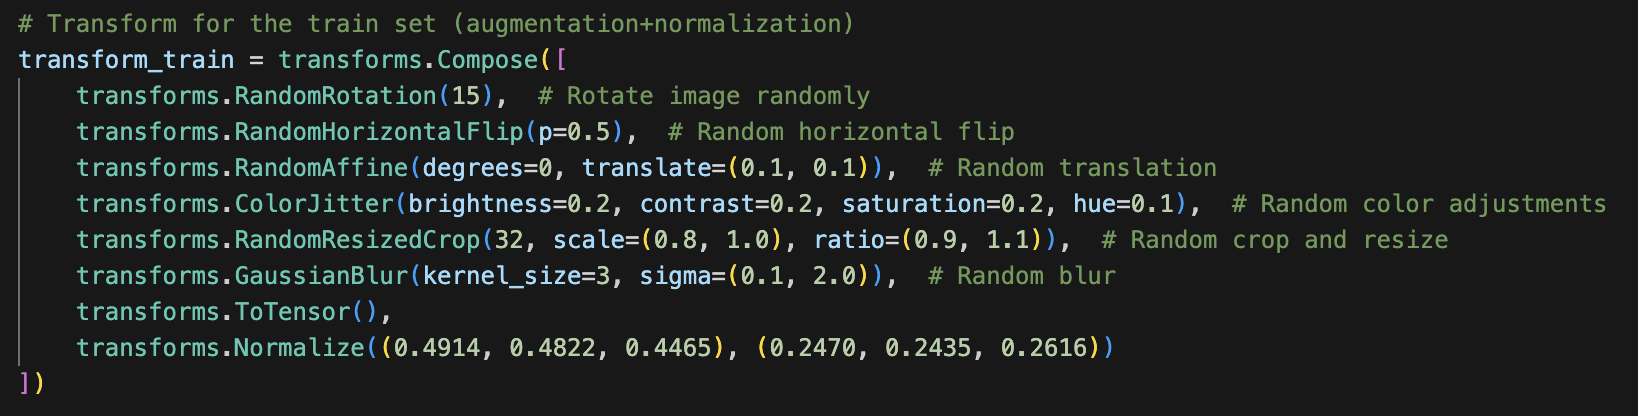 # Transform for the train set (augmentation+normalization)
transform_train = transforms.Compose([
    transforms.RandomRotation(15),  # Rotate image randomly
    transforms.RandomHorizontalFlip(p=0.5),  # Random horizontal flip
    transforms.RandomAffine(degrees=0, translate=(0.1, 0.1)),  # Random translation
    transforms.ColorJitter(brightness=0.2, contrast=0.2, saturation=0.2, hue=0.1),  # Random color adjustments
    transforms.RandomResizedCrop(32, scale=(0.8, 1.0), ratio=(0.9, 1.1)),  # Random crop and resize
    transforms.GaussianBlur(kernel_size=3, sigma=(0.1, 2.0)),  # Random blur
    transforms.ToTensor(),
    transforms.Normalize((0.4914, 0.4822, 0.4465), (0.2470, 0.2435, 0.2616))
])